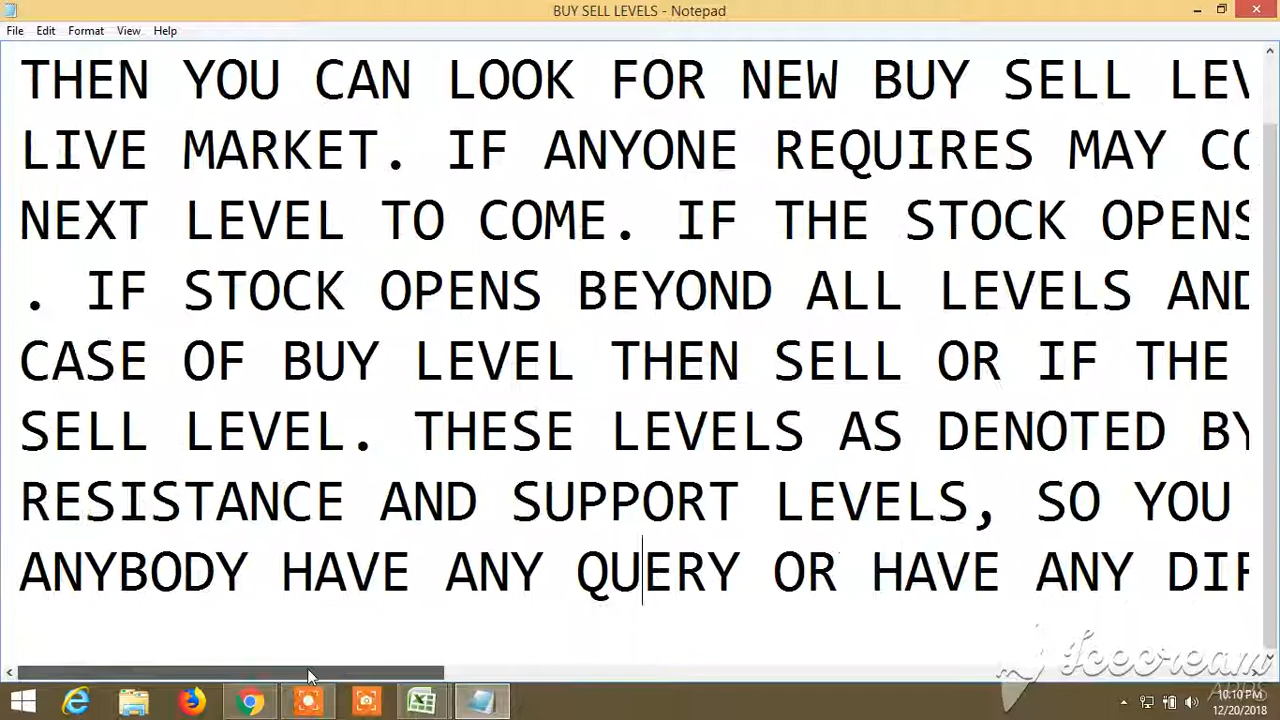 BUY SELL LEVELS - Notepad
File Edit Format View Help
THEN YOU CAN LOOK FOR NEW BUY SELL
LIVE MARKET. IF ANYONE REQUIRES MAY
NEXT LEVEL TO COME. IF THE STOCK OPENS
. IF STOCK OPENS BEYOND ALL LEVELS AND
CASE OF BUY LEVEL THEN SELL OR IF THE
SELL LEVEL. THESE LEVELS AS DENOTED BY
RESISTANCE AND SUPPORT LEVELS, SO YOU
ANYBODY HAVE ANY QUERY OR HAVE ANY
Icecream
APPS
10:10 PM
12/20/2018